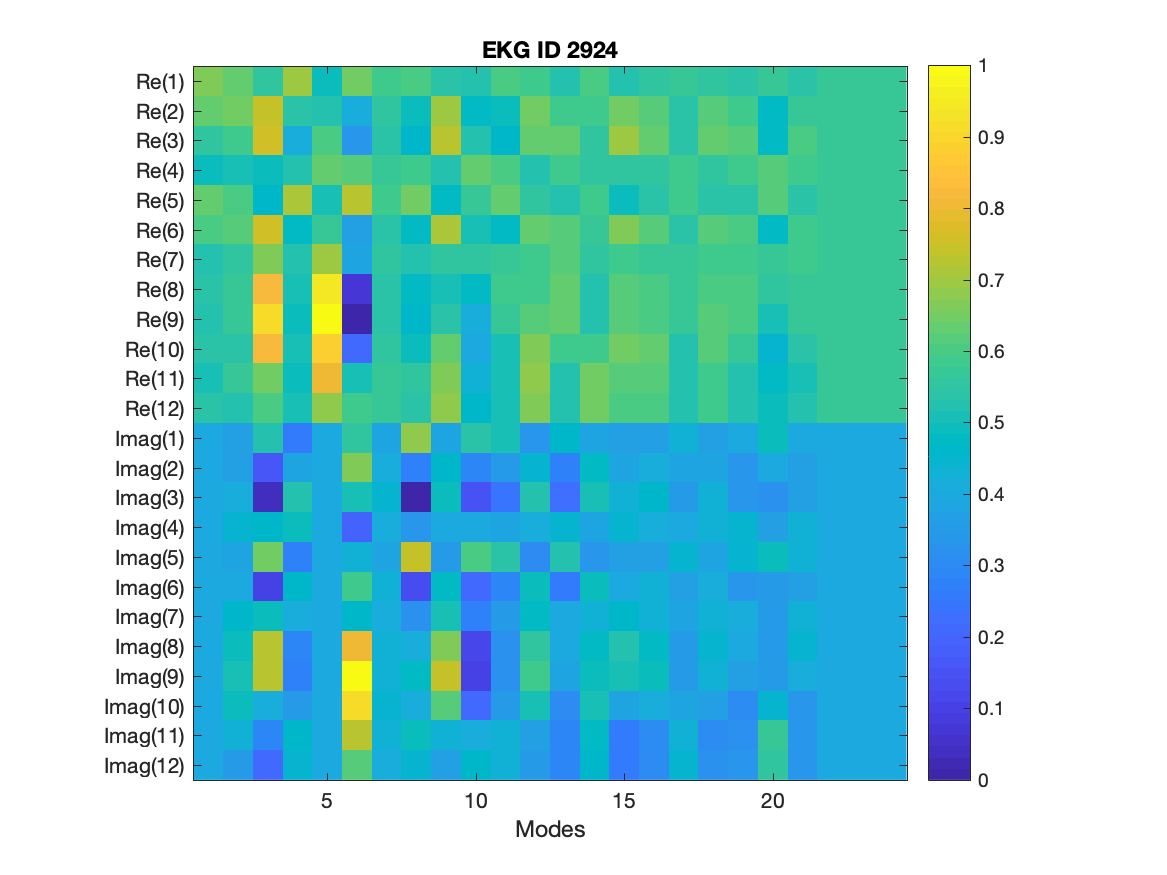 EKG ID 2924
Re(1)
Re(2)
Re(3)
Re(4)
Re(5)
Re(6)
Re(7)
Re(8)
Re(9)
Re(10)
Re(11)
Re(12)
Imag(1)
Imag(2)
Imag(3)
Imag(4)
Imag(5)
Imag(6)
Imag(7)
Imag(8)
Imag(9)
Imag(10)
Imag(11)
Imag(12)
5 10 15 20
Modes
1
0.9
0.8
0.7
0.6
0.5
0.4
0.3
0.2
0.1
0